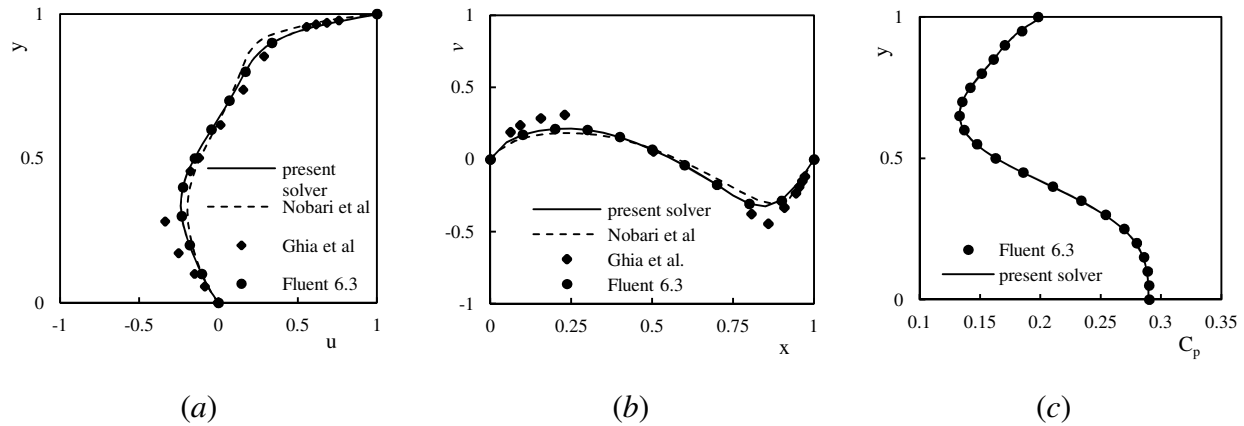 y
1
0.5
0
-1
-0.5
0
0.5
1
u
present
solver
Nobari et al
Ghia et al
Fluent 6.3
(a)
v
1
0.5
0
-0.5
-1
0
0.25
0.5
0.75
1
x
present solver
Nobari et al
Ghia et al.
Fluent 6.3
(b)
y
1
0.5
0
0.1
0.15
0.2
0.25
0.3
0.35
Cp
Fluent 6.3
present solver
(c)